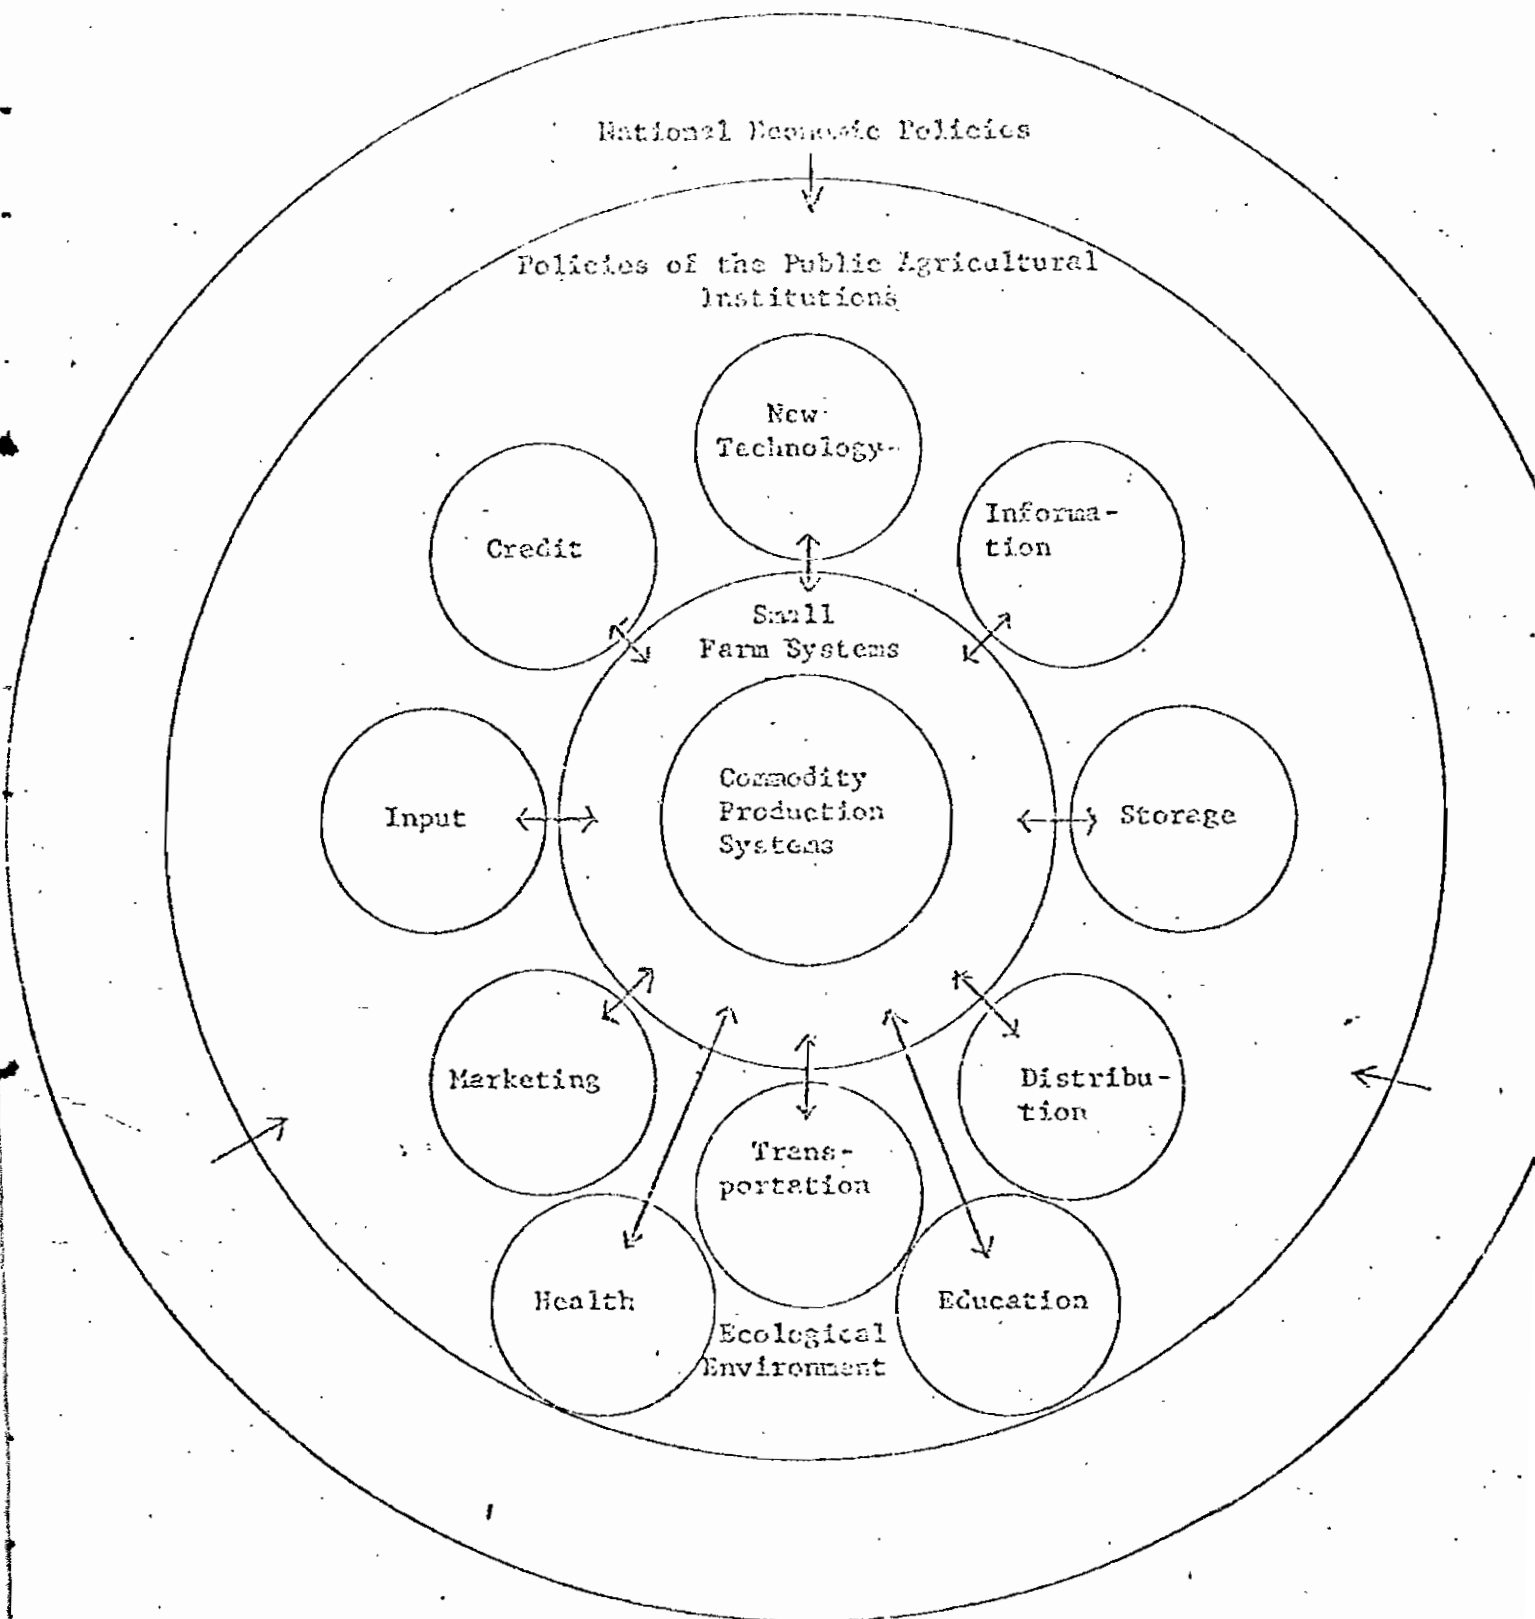 National Economic Policies
Policies of the Public Agricultural
Institutions
New
Technology
Credit
Informa-
tion
Small
Farm Systems
Input
Commodity
Production
Systems
Storage
Marketing
Distribu-
tion
Trans-
portation
Health
Education
Ecological
Environment